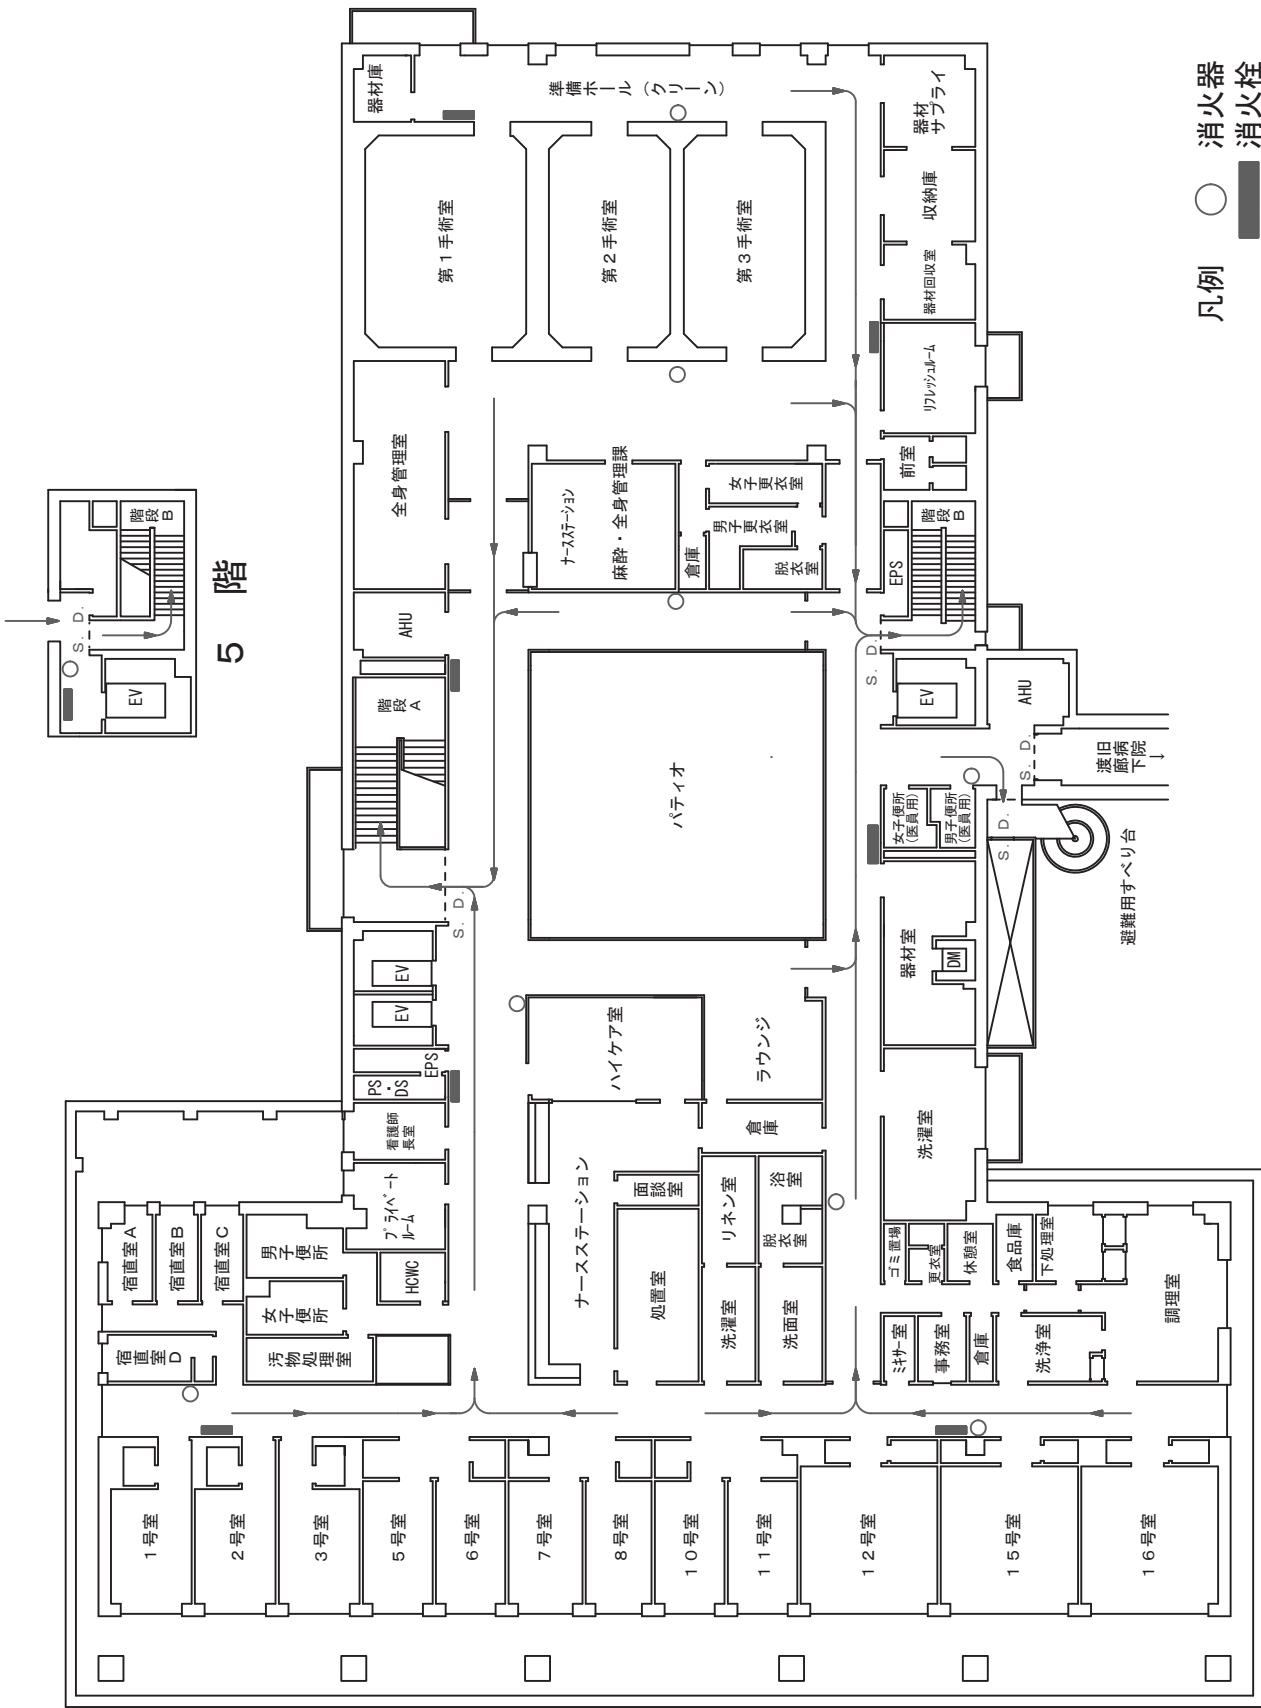 5 階
階段
B
EV
S. D.
凡例
消火器
消火栓
器材庫
準備ホール（クリーン）
器材
サプライ
第１手術室
第２手術室
第３手術室
収納庫
器材回収室
リフレッシュルーム
全身管理室
ナースステーション
麻酔・全身管理課
女子更衣室
男子更衣室
倉庫
脱衣室
前室
階段
B
EPS
AHU
階段
A
パティオ
S. D.
EV
AHU
S. D.
旧病院
渡廊下
↓
女子便所
（医員用）
男子便所
（医員用）
S. D.
避難用すべり台
S. D.
EV
EV
EPS
PS
・
DS
ハイケア室
ラウンジ
器材室
DM
看護師
長室
プライベート
ルーム
ナースステーション
面談室
倉庫
リネン室
浴室
脱衣室
洗濯室
宿直室A
宿直室B
宿直室C
男子便所
女子便所
HCWC
宿直室D
汚物処理室
処置室
洗濯室
洗面室
ゴミ置場
更衣室
休憩室
食品庫
下処理室
ミキサー室
事務室
倉庫
洗浄室
調理室
１号室
２号室
３号室
５号室
６号室
７号室
８号室
１０号室
１１号室
１２号室
１５号室
１６号室